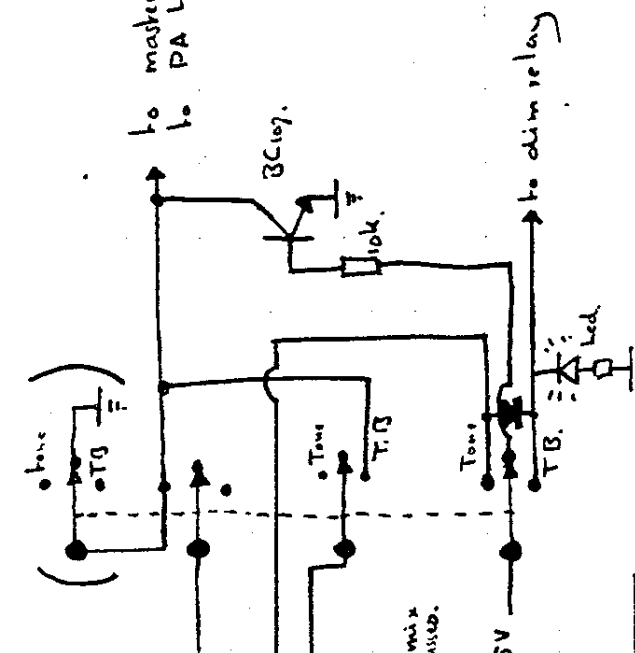 to master
to PA L
BC107.
10k.
to dim relay
Led.
tone
TB
Tone
T.B
Tone
TB.
mix
5V